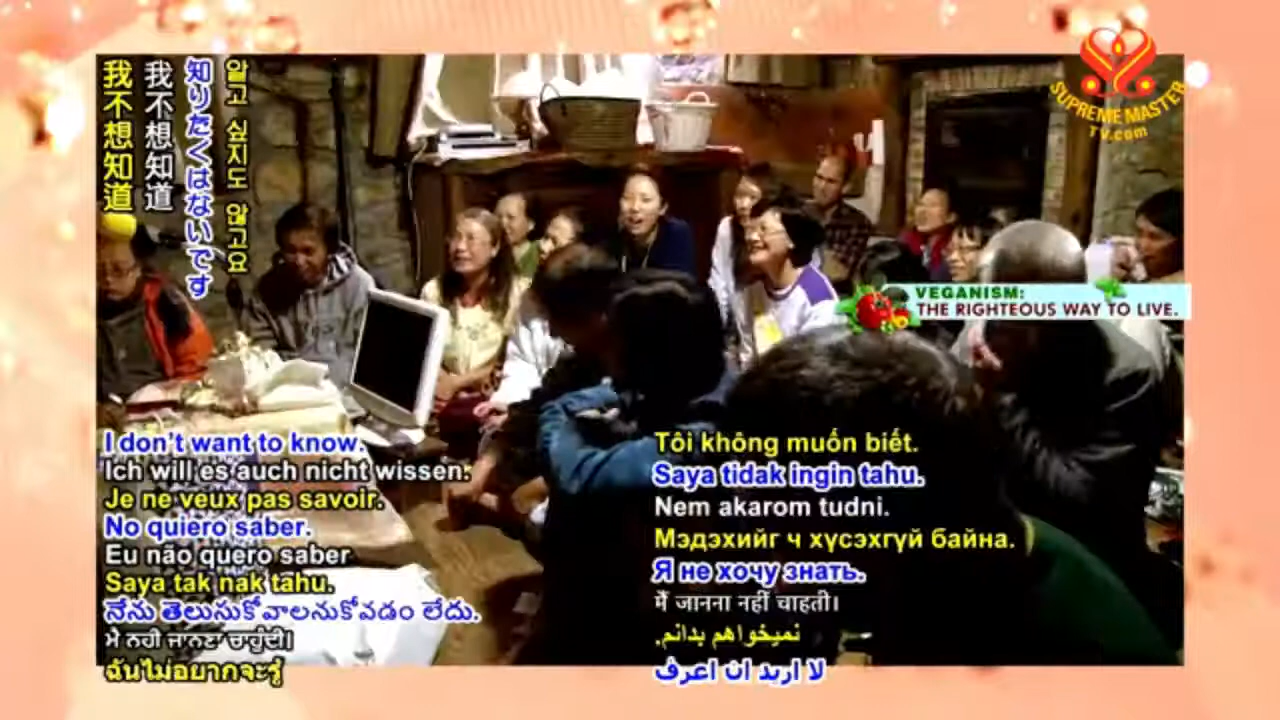 我不想知道
我不想知道
知りたくはないです
알고 싶지도 않고요
SUPREME MASTER
TV.com
VEGANISM:
THE RIGHTEOUS WAY TO LIVE.
I don't want to know.
Ich will es auch nicht wissen.
Je ne veux pas savoir.
No quiero saber.
Eu não quero saber
Saya tak nak tahu.
నేను తెలుసుకోవాలనుకోవడం లేదు.
ਮੈ ਨਹੀ ਜਾਨਣਾ ਚਾਹੁੰਦੀ।
ฉันไม่อยากจะรู้
Tôi không muốn biết.
Saya tidak ingin tahu.
Nem akarom tudni.
Мэдэхийг ч хүсэхгүй байна.
Я не хочу знать.
मैं जानना नहीं चाहती।
نمیخواهم بدانم.
لا اريد ان اعرف